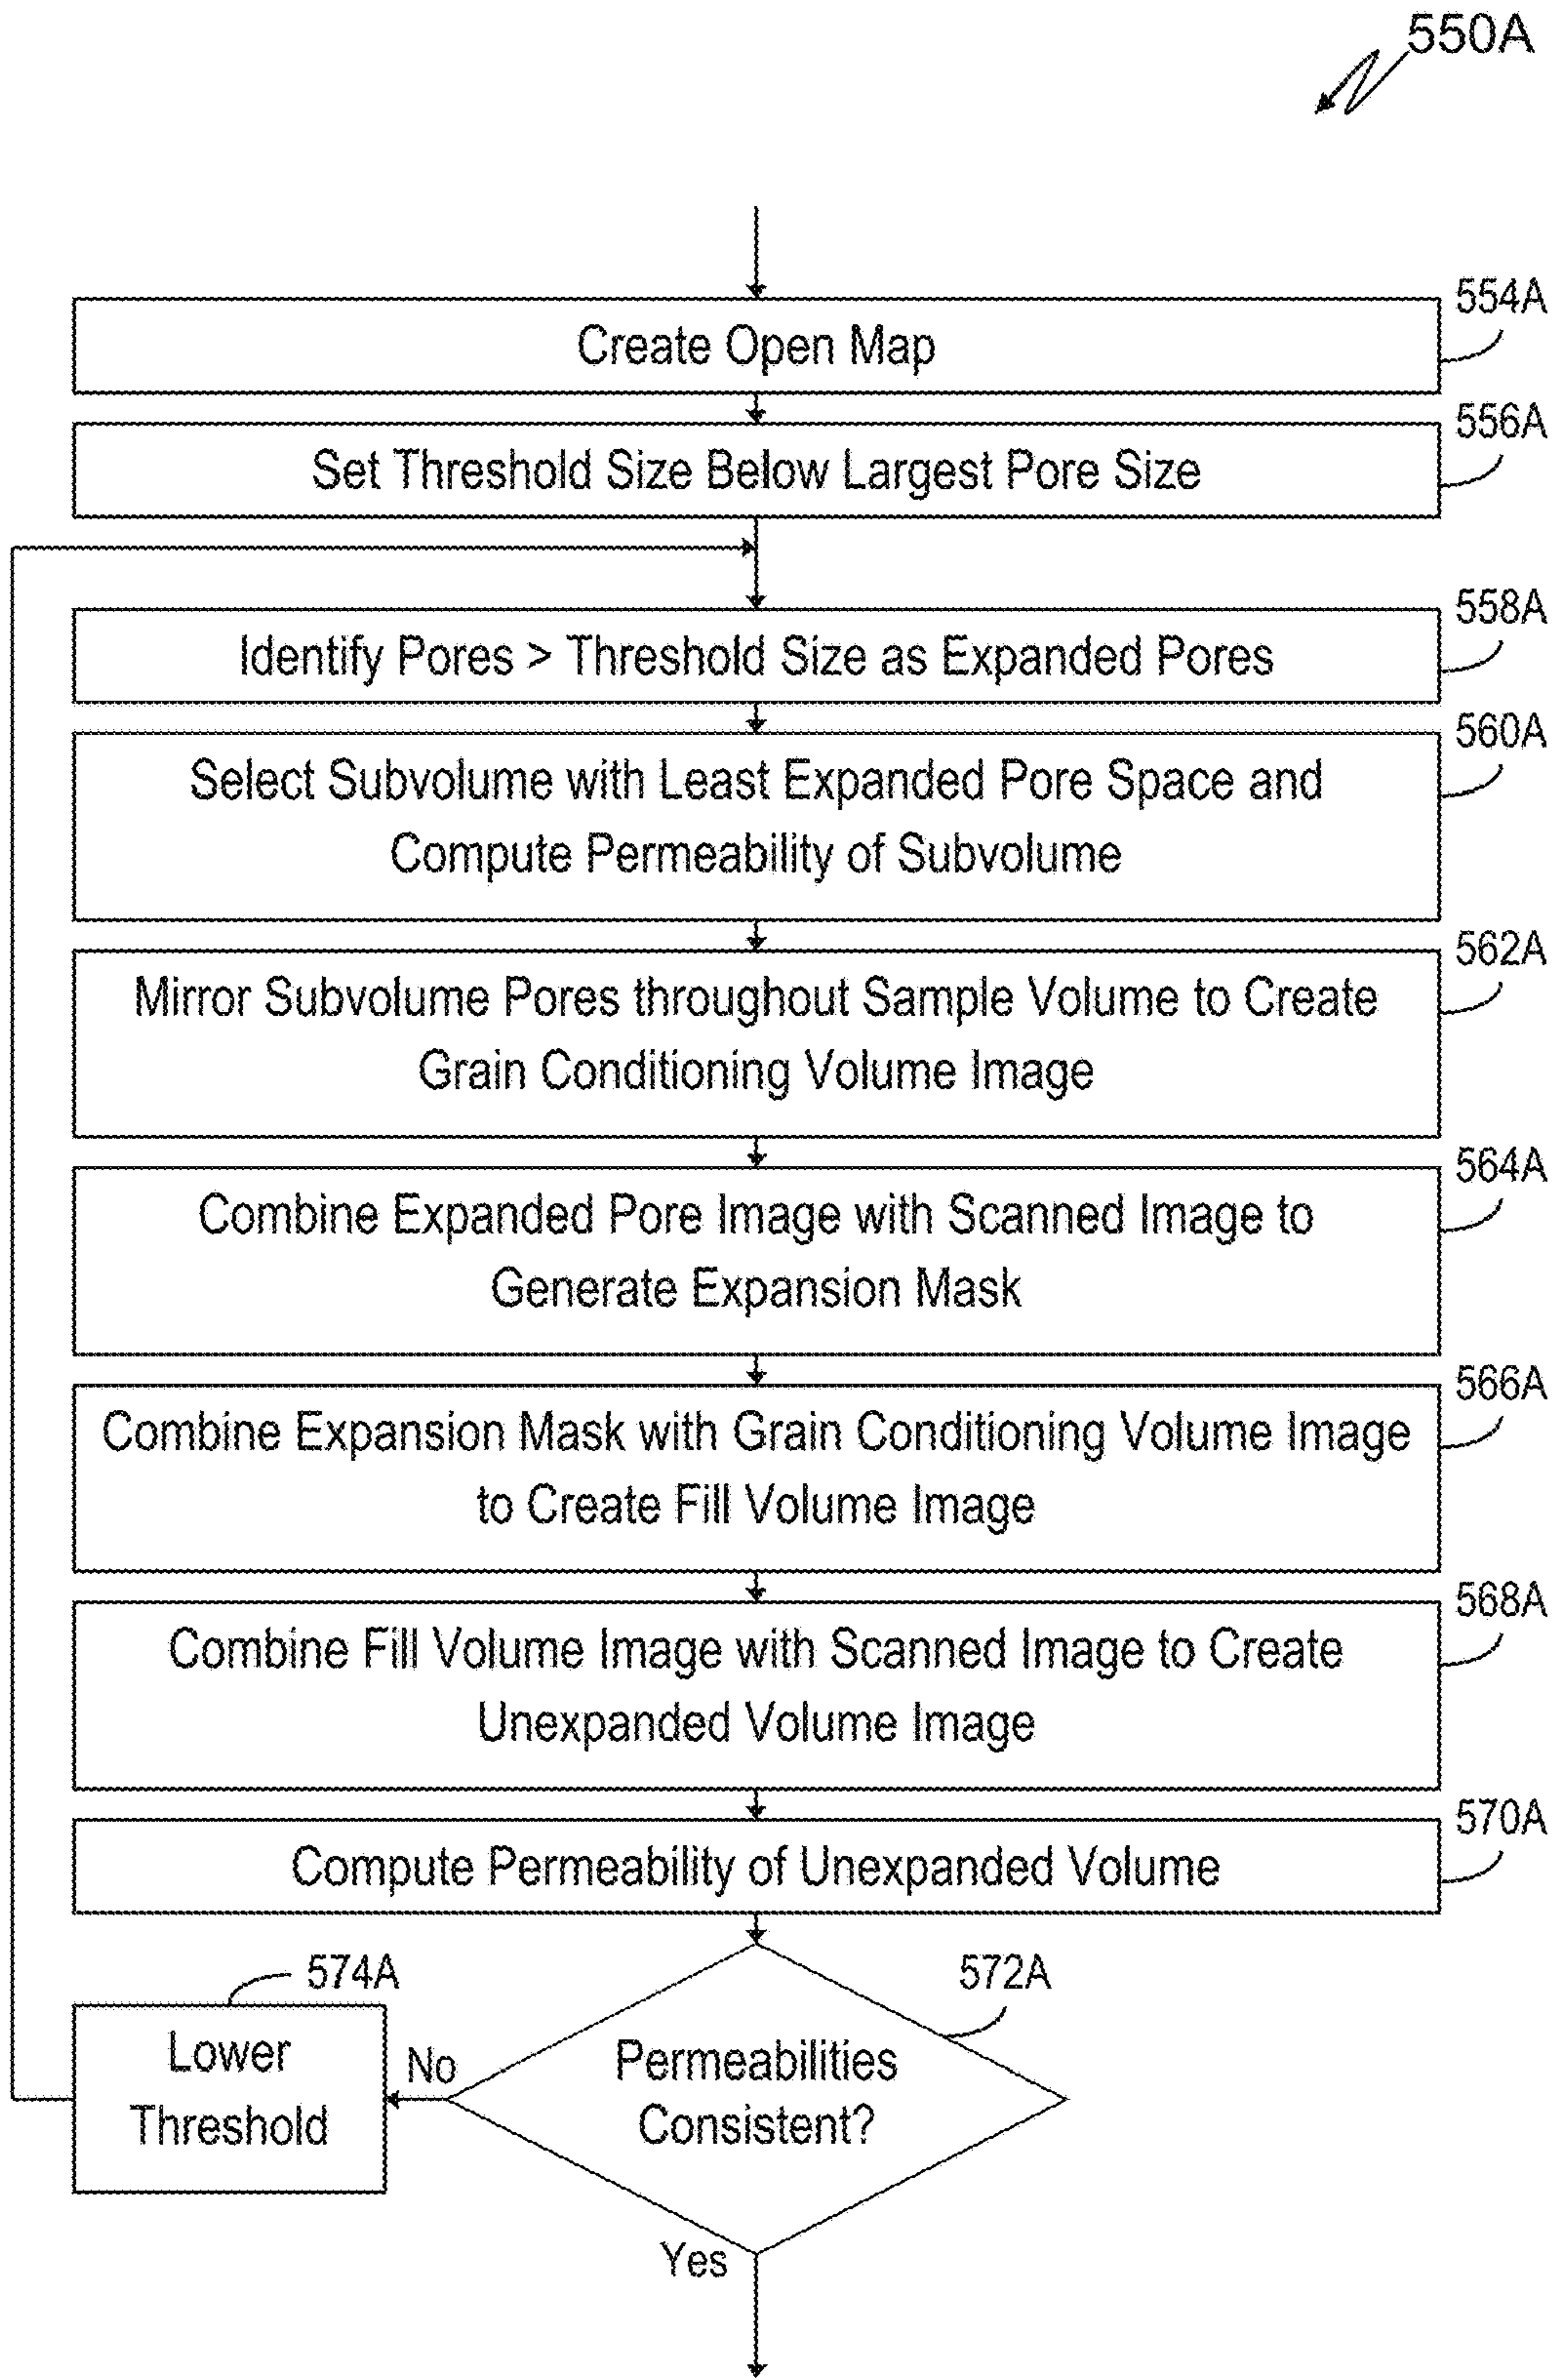 550A
554A
Create Open Map
556A
Set Threshold Size Below Largest Pore Size
558A
Identify Pores > Threshold Size as Expanded Pores
560A
Select Subvolume with Least Expanded Pore Space and
Compute Permeability of Subvolume
562A
Mirror Subvolume Pores throughout Sample Volume to Create
Grain Conditioning Volume Image
564A
Combine Expanded Pore Image with Scanned Image to
Generate Expansion Mask
566A
Combine Expansion Mask with Grain Conditioning Volume Image
to Create Fill Volume Image
568A
Combine Fill Volume Image with Scanned Image to Create
Unexpanded Volume Image
570A
Compute Permeability of Unexpanded Volume
574A
572A
Lower
Threshold
No
Permeabilities
Consistent?
Yes